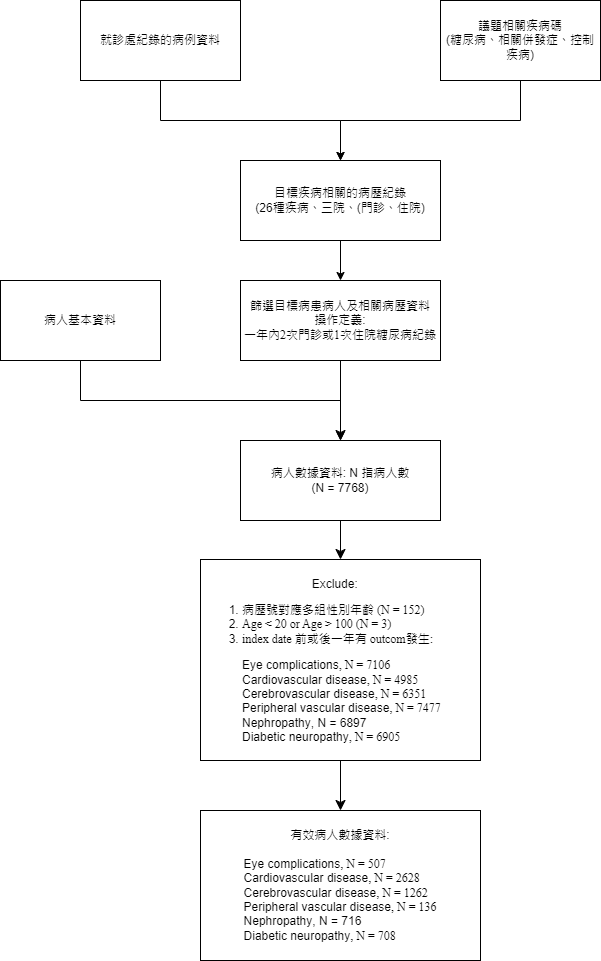 就診處紀錄的病例資料
議題相關疾病碼
(糖尿病、相關併發症、控制
疾病)
目標疾病相關的病歷紀錄
(26種疾病、三院、(門診、住院)
病人基本資料
篩選目標病患病人及相關病歷資料
操作定義:
一年內2次門診或1次住院糖尿病紀錄
病人數據資料: N 指病人數
(N = 7768)
Exclude:
1. 病歷號對應多組性別年齡 (N = 152)
2. Age < 20 or Age > 100 (N = 3)
3. index date 前或後一年有 outcom發生:
Eye complications, N = 7106
Cardiovascular disease, N = 4985
Cerebrovascular disease, N = 6351
Peripheral vascular disease, N = 7477
Nephropathy, N = 6897
Diabetic neuropathy, N = 6905
有效病人數據資料:
Eye complications, N = 507
Cardiovascular disease, N = 2628
Cerebrovascular disease, N = 1262
Peripheral vascular disease, N = 136
Nephropathy, N = 716
Diabetic neuropathy, N = 708